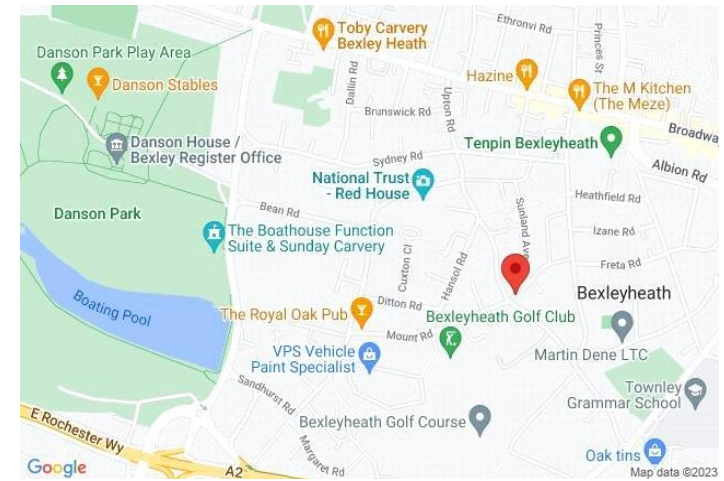 Toby Carvery
Bexley Heath
Ethronvi Rd
Princes St
Danson Park Play Area
Danson Stables
Dallin Rd
Hazine
The M Kitchen
(The Meze)
Brunswick Rd
Upton Rd
Broadway
Danson House /
Bexley Register Office
Tenpin Bexleyheath
Albion Rd
Sydney Rd
National Trust
- Red House
Heathfield Rd
Danson Park
Bean Rd
Sunland Ave
The Boathouse Function
Suite & Sunday Carvery
Izane Rd
Cuxton Cl
Hansol Rd
Freta Rd
Boating Pool
Ditton Rd
Bexleyheath
The Royal Oak Pub
Bexleyheath Golf Club
Mount Rd
VPS Vehicle
Paint Specialist
Martin Dene LTC
Sandhurst Rd
Townley
Grammar School
E Rochester Wy
Bexleyheath Golf Course
Margaret Rd
Oak tins
Google
A2
Map data ©2023